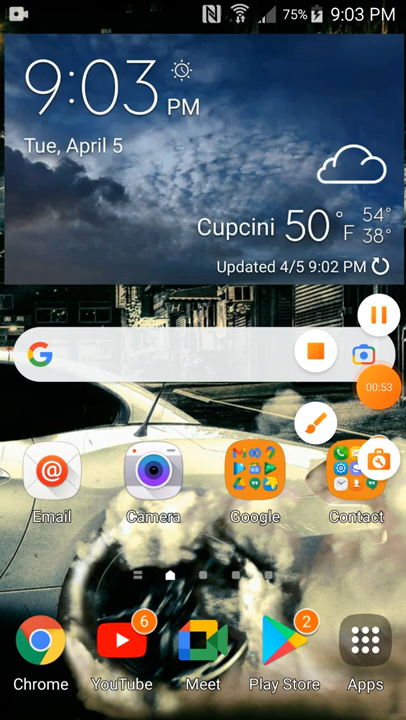 75% 9:03 PM
9:03 PM
Tue, April 5
Cupcini 50° F 54° 38°
Updated 4/5 9:02 PM
00:53
Email Camera Google Contact
6 2
Chrome YouTube Meet Play Store Apps